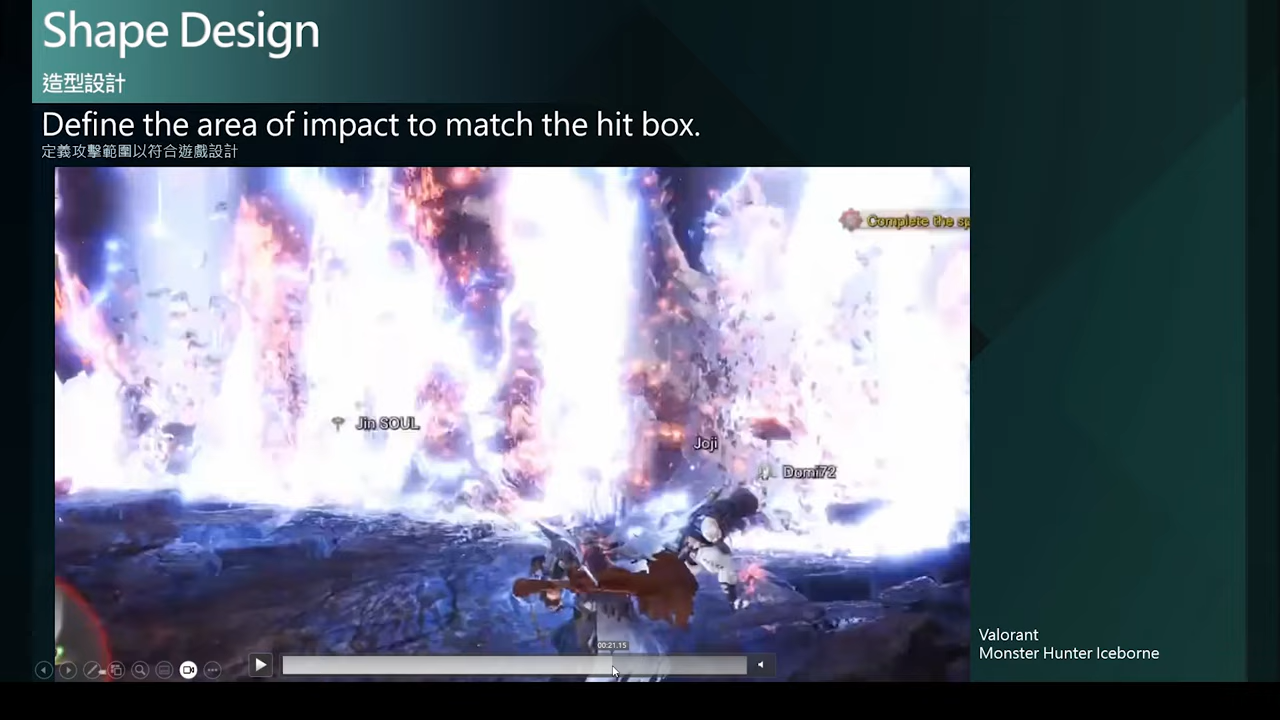 Shape Design
造型設計
Define the area of impact to match the hit box.
定義攻擊範圍以符合遊戲設計
Complete the sp
Jin SOUL
Joji
Domi72
00:21.15
Valorant
Monster Hunter Iceborne